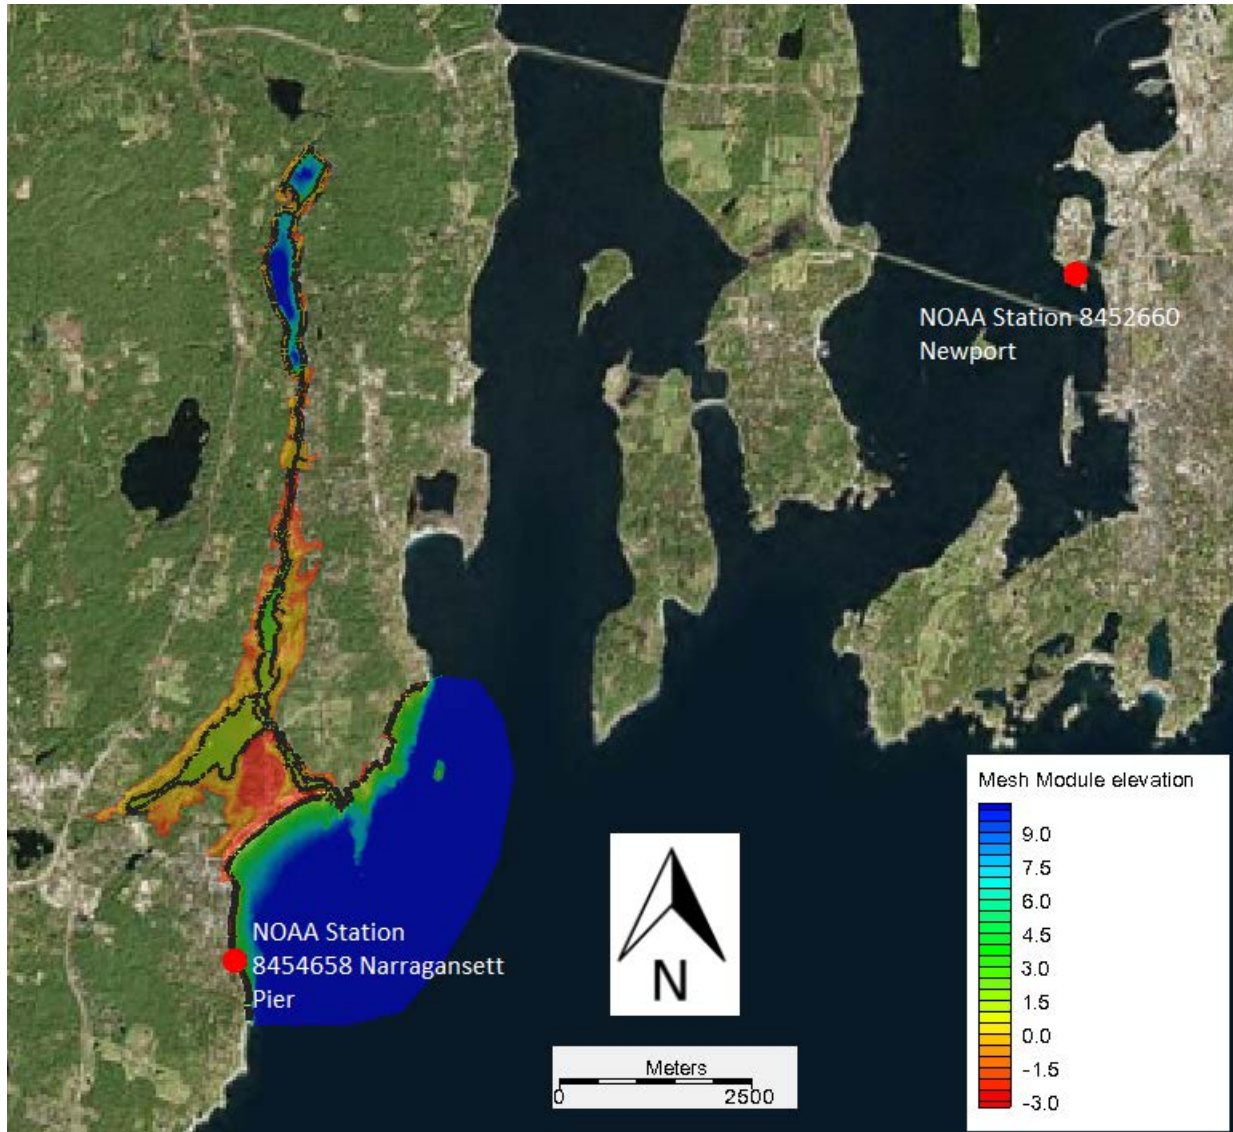 NOAA Station 8452660
Newport
Mesh Module elevation
9.0
7.5
6.0
4.5
3.0
1.5
0.0
-1.5
-3.0
NOAA Station
8454658 Narragansett
Pier
N
Meters
0 2500